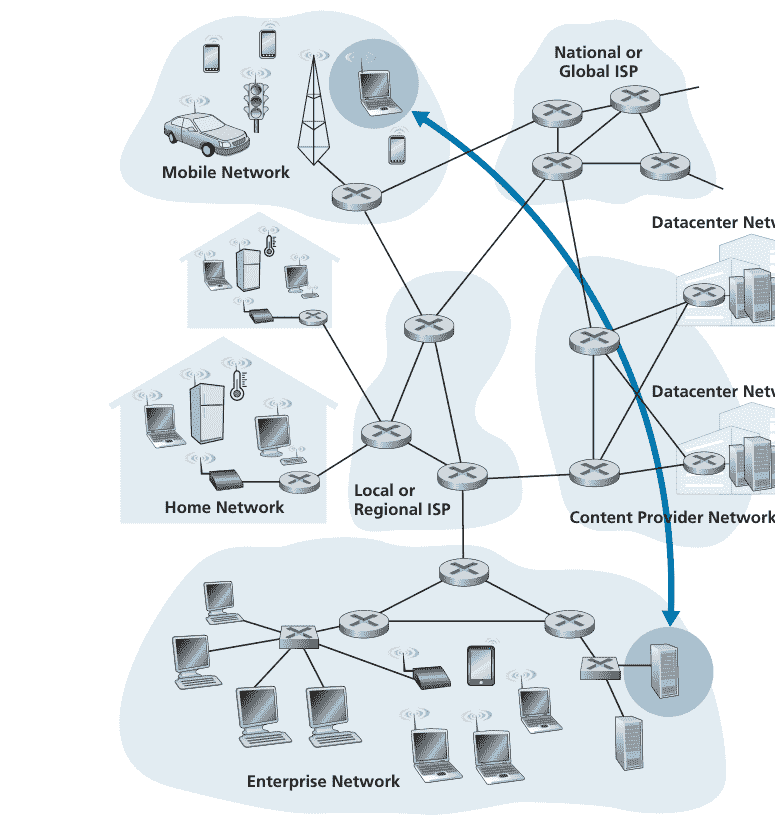 National or
Global ISP
Mobile Network
Datacenter Netw
Datacenter Netw
Home Network
Local or
Regional ISP
Content Provider Network
Enterprise Network